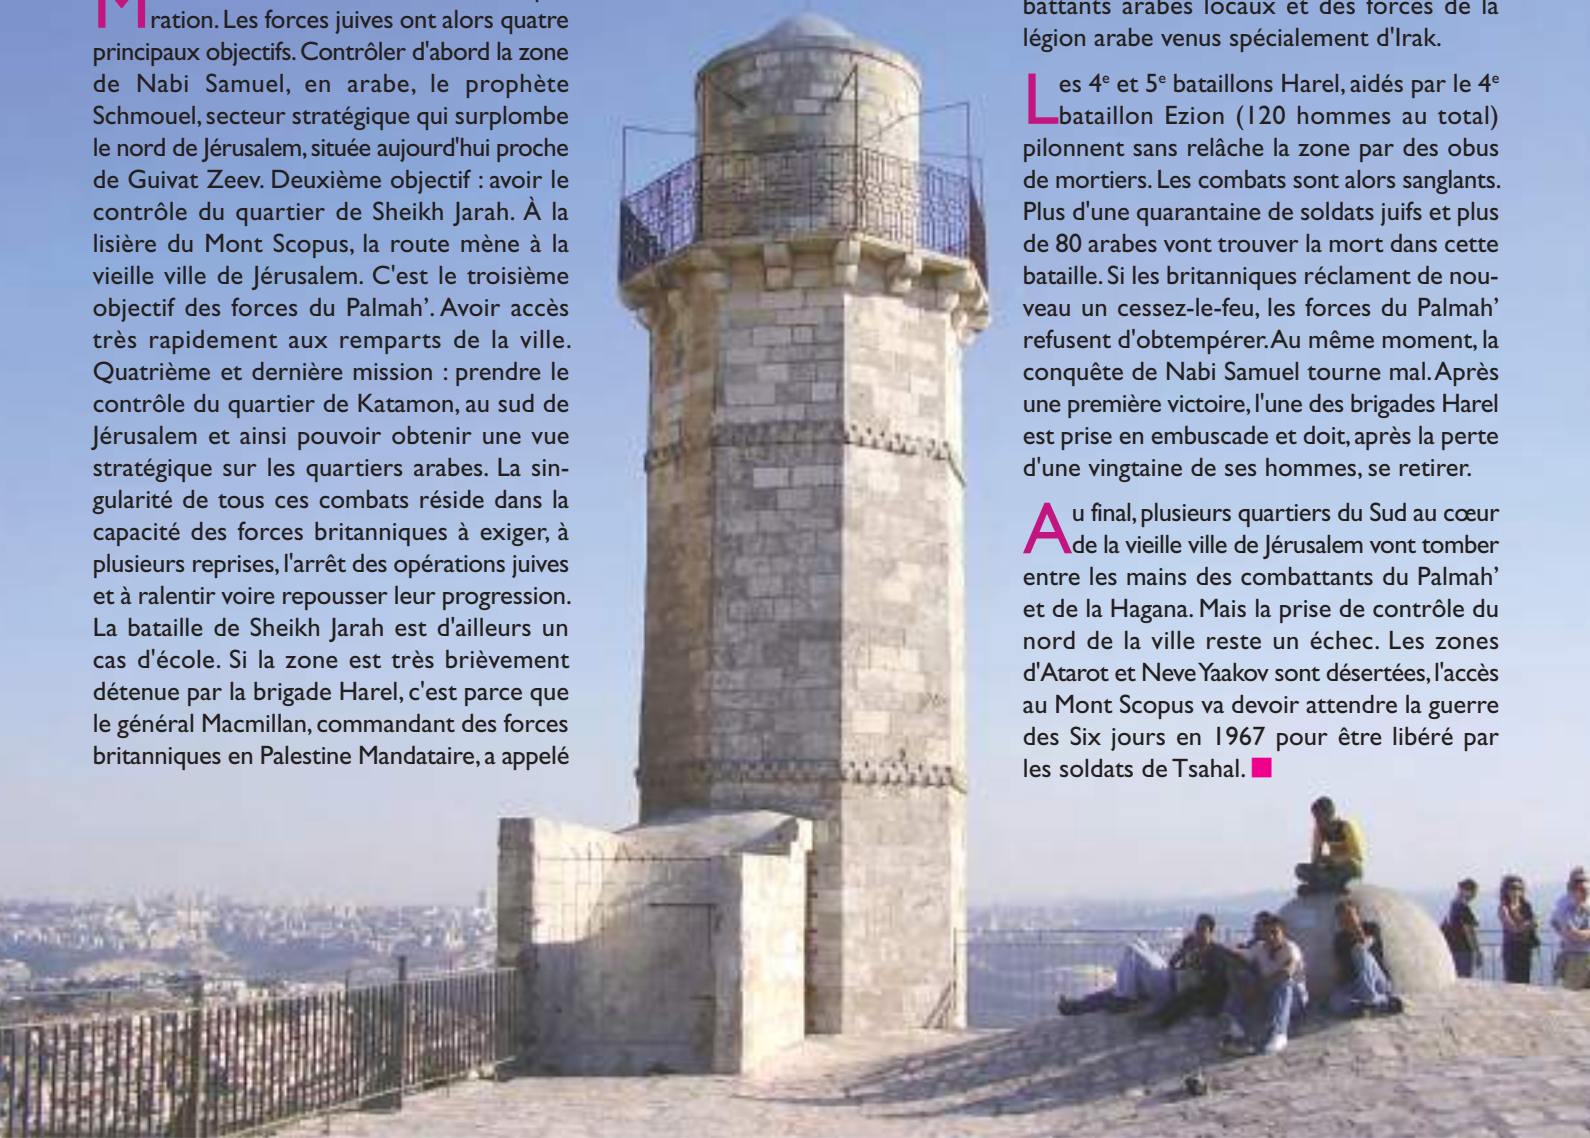 Mration. Les forces juives ont alors quatre
principaux objectifs. Contrôler d'abord la zone
de Nabi Samuel, en arabe, le prophète
Schmouel, secteur stratégique qui surplombe
le nord de Jérusalem, située aujourd'hui proche
de Guivat Zeev. Deuxième objectif : avoir le
contrôle du quartier de Sheikh Jarah. À la
lisière du Mont Scopus, la route mène à la
vieille ville de Jérusalem. C'est le troisième
objectif des forces du Palmah’. Avoir accès
très rapidement aux remparts de la ville.
Quatrième et dernière mission : prendre le
contrôle du quartier de Katamon, au sud de
Jérusalem et ainsi pouvoir obtenir une vue
stratégique sur les quartiers arabes. La sin-
gularité de tous ces combats réside dans la
capacité des forces britanniques à exiger, à
plusieurs reprises, l'arrêt des opérations juives
et à ralentir voire repousser leur progression.
La bataille de Sheikh Jarah est d'ailleurs un
cas d'école. Si la zone est très brièvement
détenue par la brigade Harel, c'est parce que
le général Macmillan, commandant des forces
britanniques en Palestine Mandataire, a appelé
battants arabes locaux et des forces de la
légion arabe venus spécialement d'Irak.
Les 4e et 5e bataillons Harel, aidés par le 4e
bataillon Ezion (120 hommes au total)
pilonnent sans relâche la zone par des obus
de mortiers. Les combats sont alors sanglants.
Plus d'une quarantaine de soldats juifs et plus
de 80 arabes vont trouver la mort dans cette
bataille. Si les britanniques réclament de nou-
veau un cessez-le-feu, les forces du Palmah’
refusent d'obtempérer. Au même moment, la
conquête de Nabi Samuel tourne mal. Après
une première victoire, l'une des brigades Harel
est prise en embuscade et doit, après la perte
d'une vingtaine de ses hommes, se retirer.
Au final, plusieurs quartiers du Sud au cœur
de la vieille ville de Jérusalem vont tomber
entre les mains des combattants du Palmah’
et de la Hagana. Mais la prise de contrôle du
nord de la ville reste un échec. Les zones
d'Atarot et Neve Yaakov sont désertées, l'accès
au Mont Scopus va devoir attendre la guerre
des Six jours en 1967 pour être libéré par
les soldats de Tsahal.